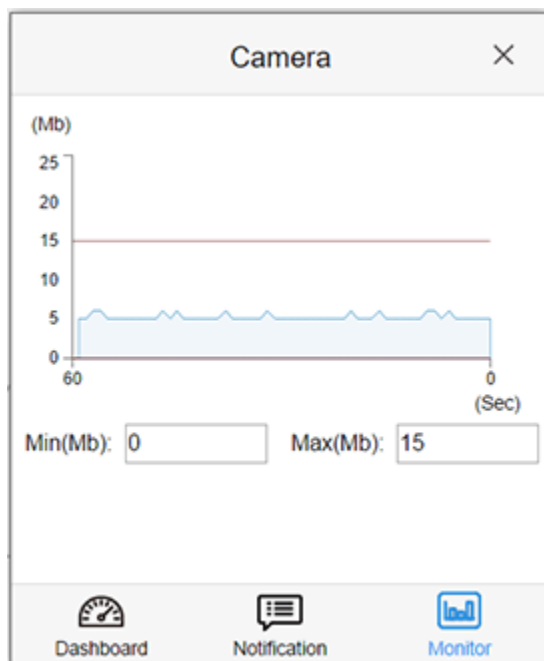 Camera
(Mb)
25
20
15
10
5
0
60 0
(Sec)
Min(Mb): 0 Max(Mb): 15
Dashboard Notification Monitor